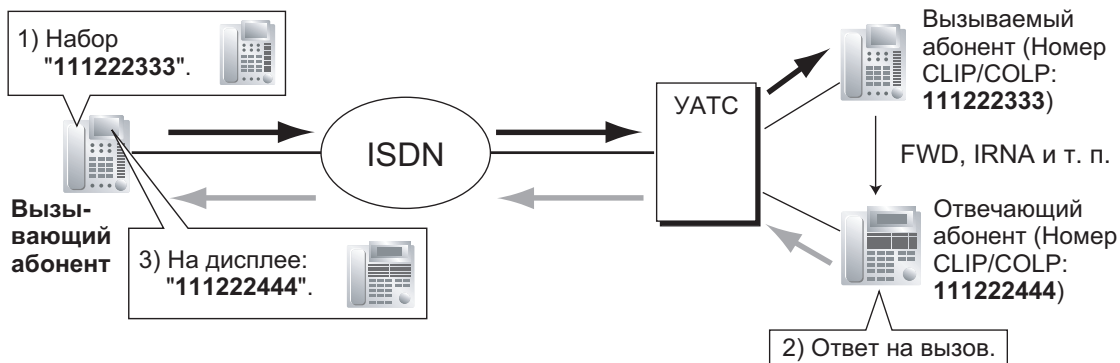 1) Набор
"111222333".
Вызы-
вающий
абонент
3) На дисплее:
"111222444".
ISDN
УАТС
Вызываемый
абонент (Номер
CLIP/COLP:
111222333)
FWD, IRNA и т. п.
Отвечающий
абонент (Номер
CLIP/COLP:
111222444)
2) Ответ на вызов.